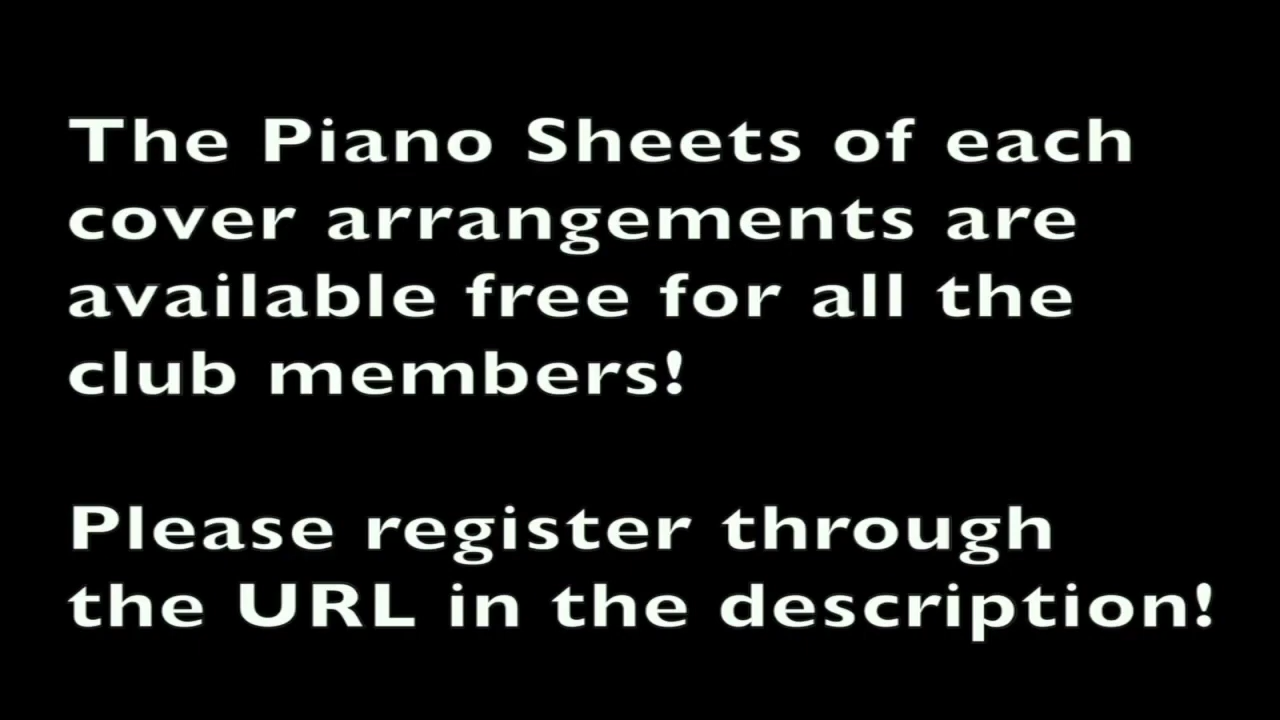 The Piano Sheets of each
cover arrangements are
available free for all the
club members!
Please register through
the URL in the description!